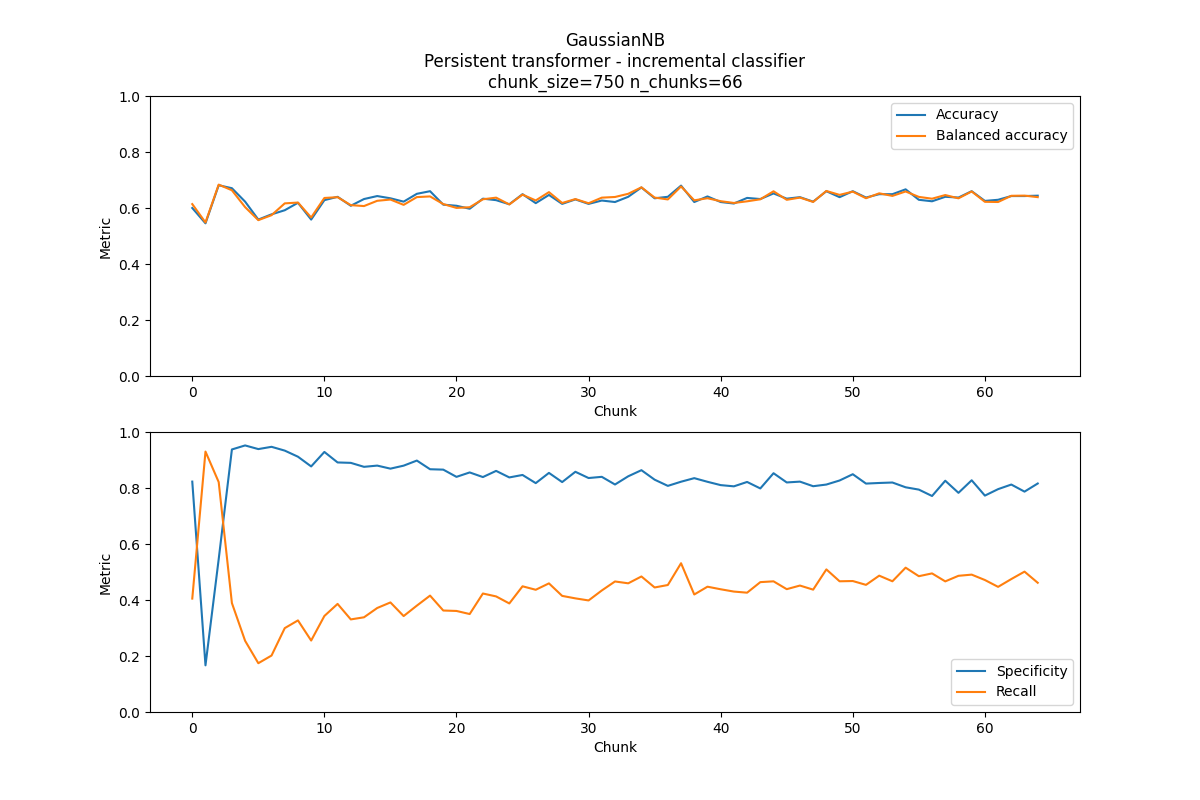 GaussianNB
Persistent transformer - incremental classifier
chunk_size=750 n_chunks=66
1.0
0.8
0.6
0.4
0.2
0.0
Metric
Accuracy
Balanced accuracy
0 10 20 30 40 50 60
Chunk
1.0
0.8
0.6
0.4
0.2
0.0
Metric
Specificity
Recall
0 10 20 30 40 50 60
Chunk